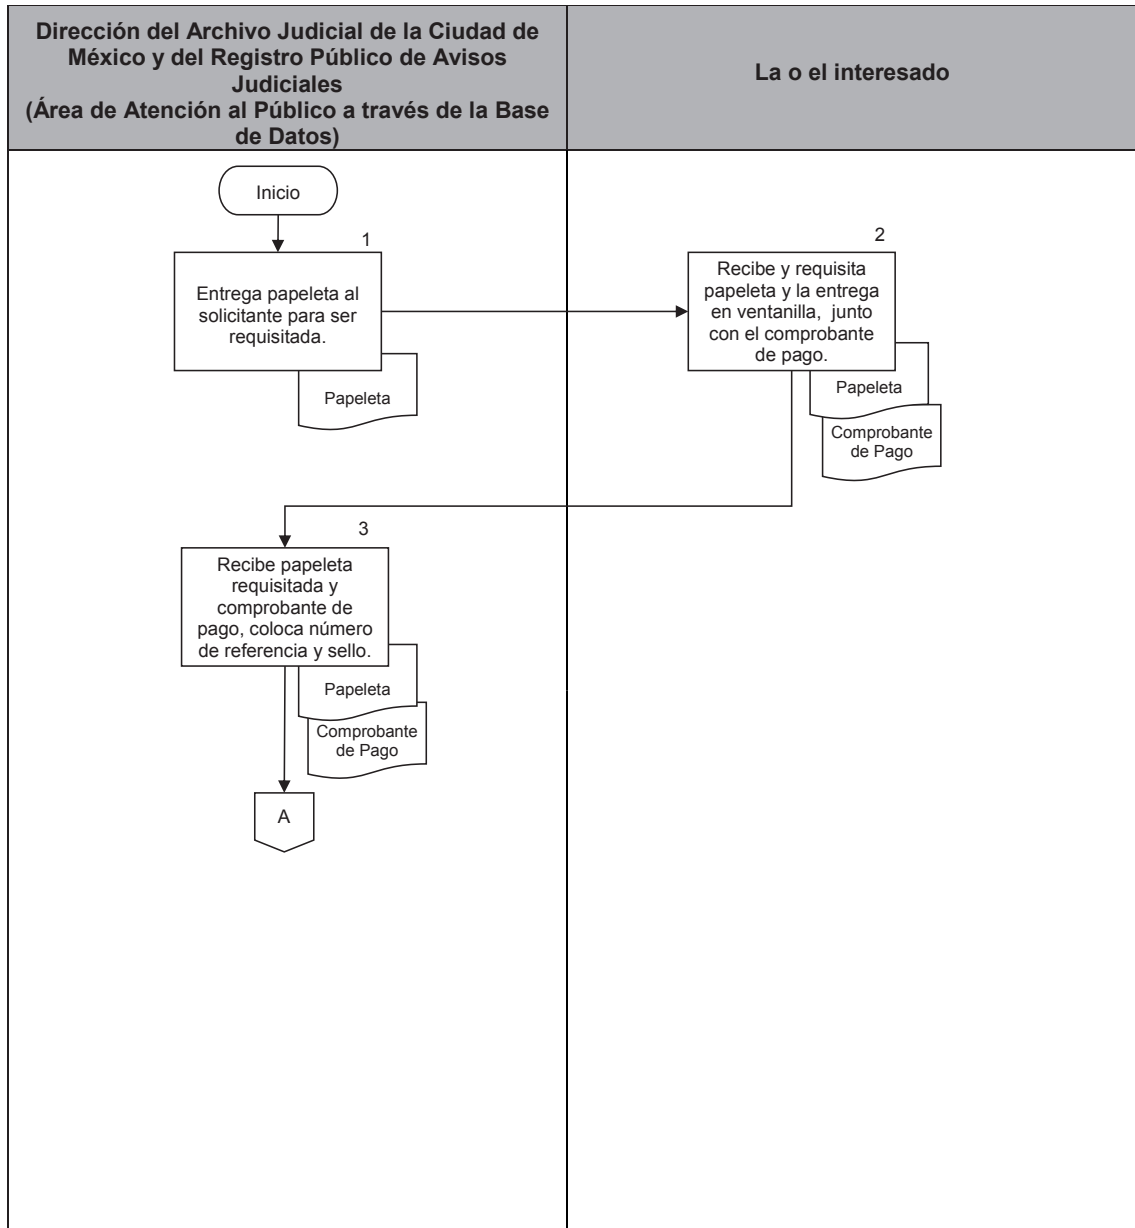 Dirección del Archivo Judicial de la Ciudad de
México y del Registro Público de Avisos
Judiciales
(Área de Atención al Público a través de la Base
de Datos)
La o el interesado
Inicio
1
Entrega papeleta al
solicitante para ser
requisitada.
Papeleta
2
Recibe y requisita
papeleta y la entrega
en ventanilla, junto
con el comprobante
de pago.
Papeleta
Comprobante
de Pago
3
Recibe papeleta
requisitada y
comprobante de
pago, coloca número
de referencia y sello.
Papeleta
Comprobante
de Pago
A